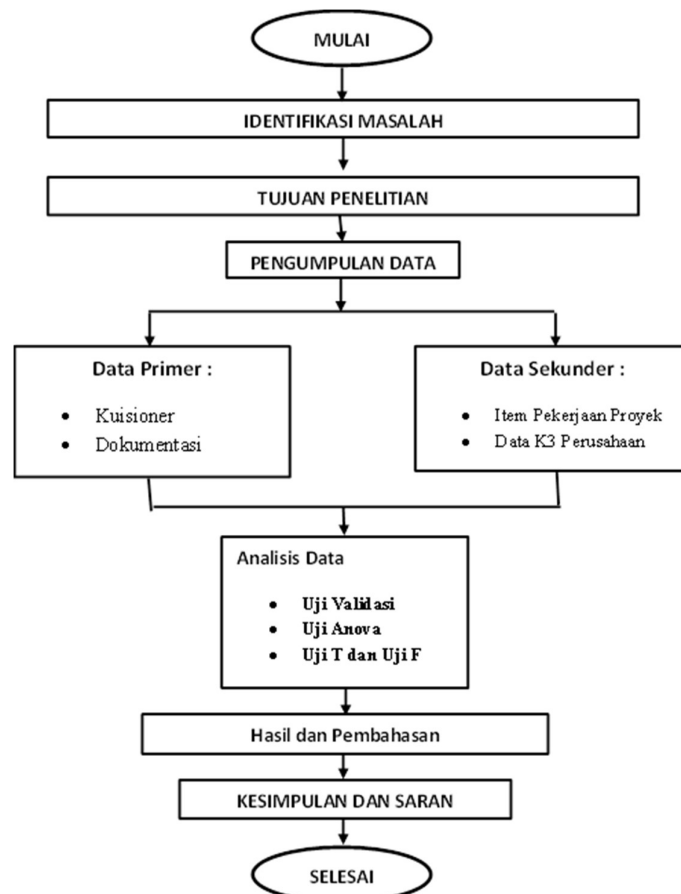 MULAI
IDENTIFIKASI MASALAH
TUJUAN PENELITIAN
PENGUMPULAN DATA
Data Primer :
• Kuisioner
• Dokumentasi
Data Sekunder :
• Item Pekerjaan Proyek
• Data K3 Perusahaan
Analisis Data
• Uji Validasi
• Uji Anova
• Uji T dan Uji F
Hasil dan Pembahasan
KESIMPULAN DAN SARAN
SELESAI